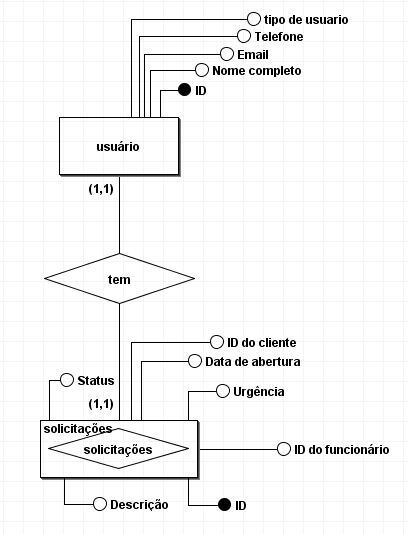 tipo de usuario
Telefone
Email
Nome completo
ID
usuário
(1,1)
tem
ID do cliente
Data de abertura
Status
Urgência
(1,1)
solicitações
solicitações
ID do funcionário
Descrição
ID